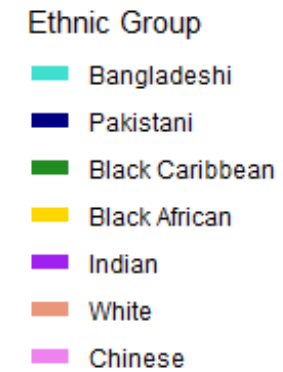 Ethnic Group
Bangladeshi
Pakistani
Black Caribbean
Black African
Indian
White
Chinese